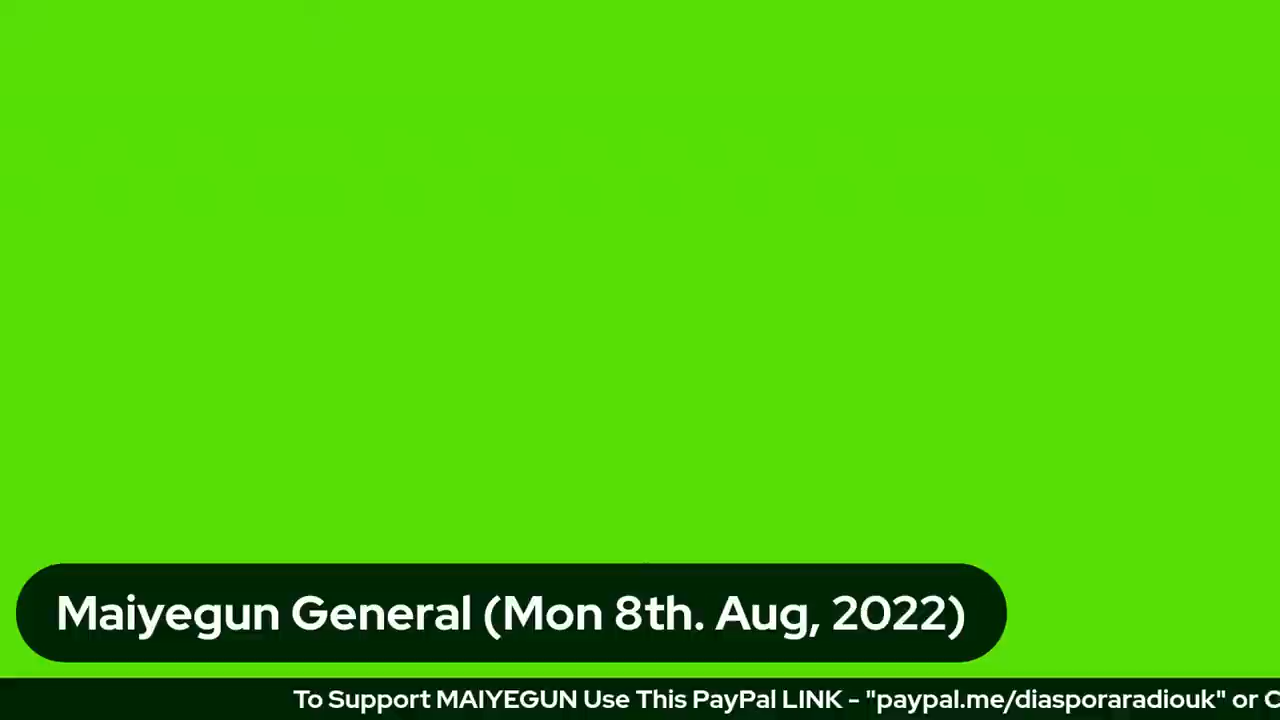 Maiyegun General (Mon 8th. Aug, 2022)
To Support MAIYEGUN Use This PayPal LINK - "paypal.me/diasporaradiouk" or